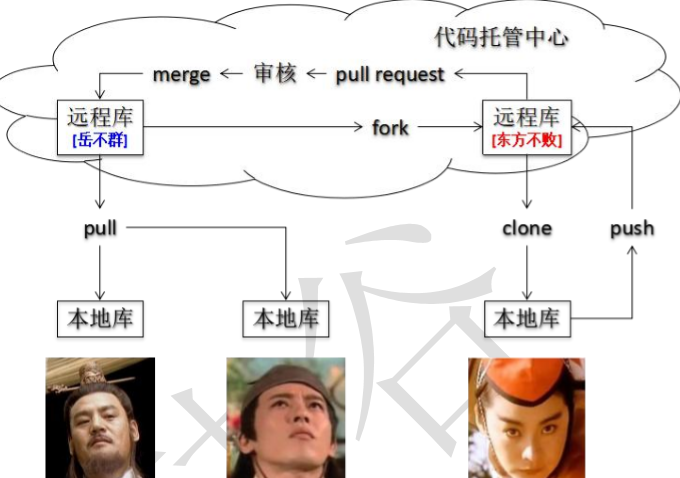 代码托管中心
merge
审核
pull request
远程库
[岳不群]
fork
远程库
[东方不败]
pull
clone
push
本地库
本地库
本地库